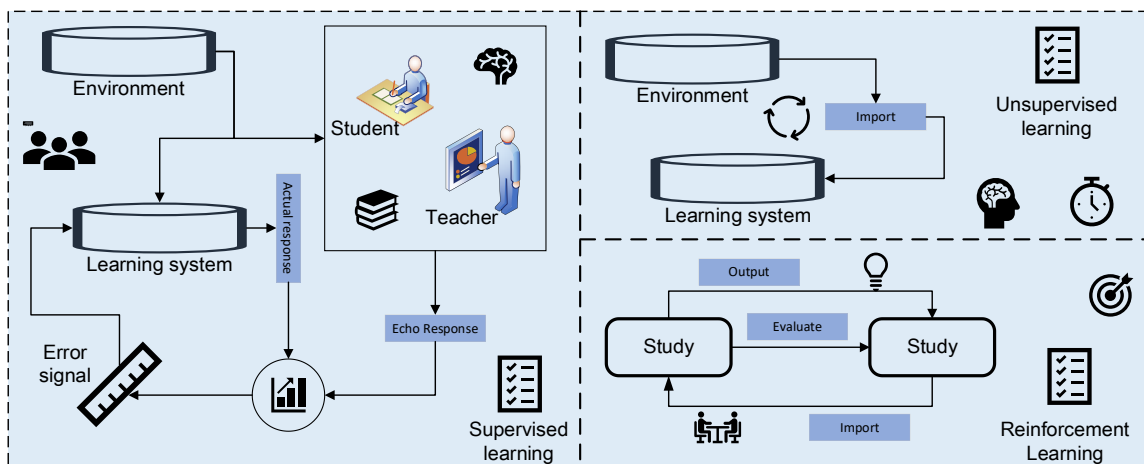 Environment
Student
Teacher
Learning system
Actual
response
Echo Response
Error
signal
Supervised
learning
Environment
Import
Learning system
Unsupervised
learning
Output
Evaluate
Study
Study
Import
Reinforcement
Learning